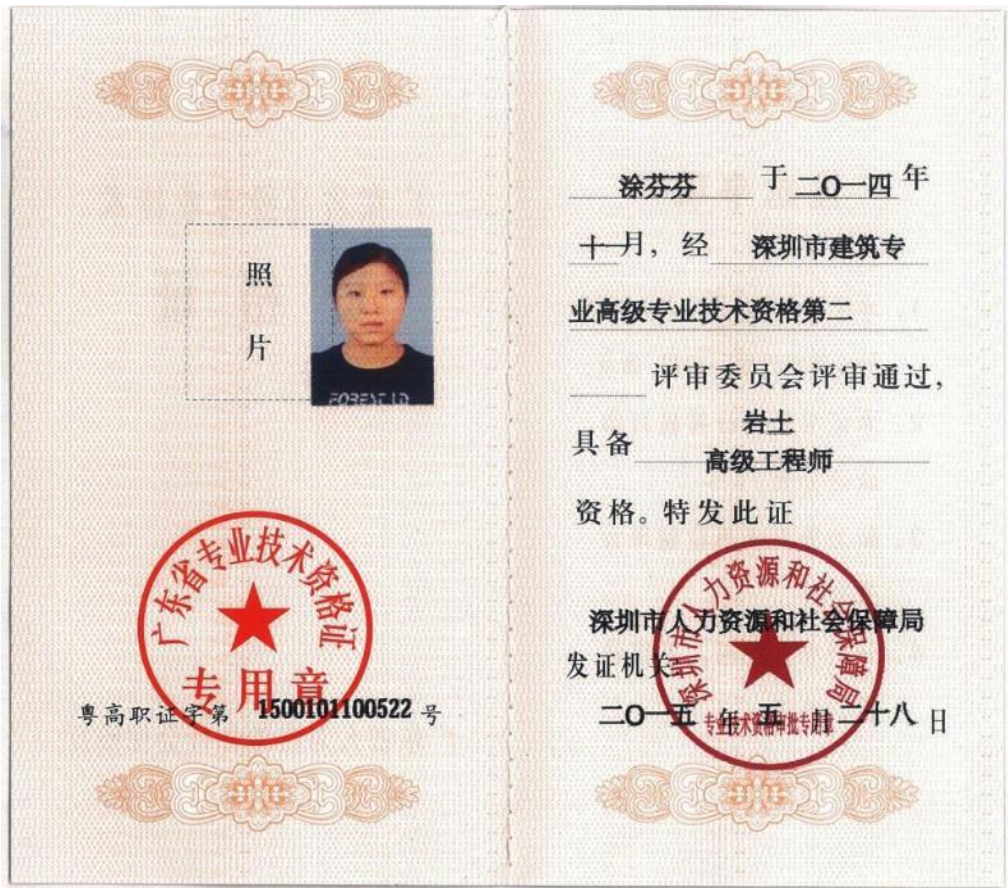 照
片
FOREST LD
广东省专业技术资格证
专用章
粤高职证字第 1500101100522 号
涂芬芬 于 二O一四 年
十一月, 经 深圳市建筑专
业高级专业技术资格第二
评审委员会评审通过,
具备 岩土
高级工程师
资格。特发此证
深圳市人力资源和社会保障局
发证机关
深圳市人力资源和社会保障局
专业技术资格审批专用章
二O一五 年 五 月 二十八 日